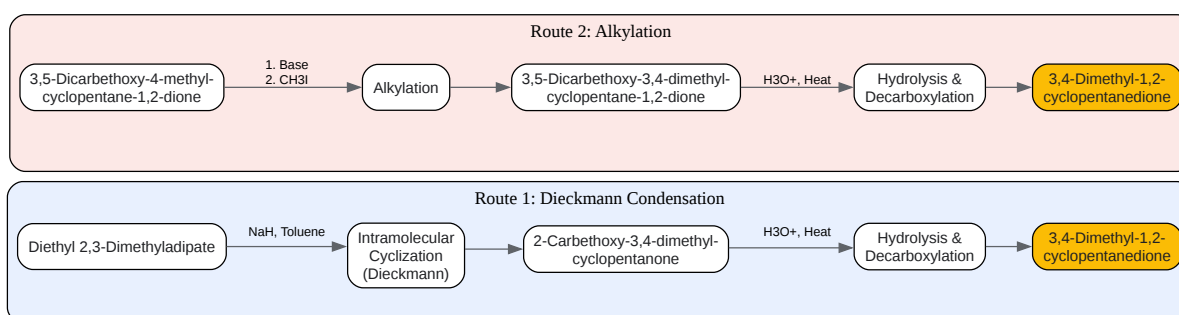 Route 2: Alkylation
3,5-Dicarbethoxy-4-methyl-
cyclopentane-1,2-dione
1. Base
2. CH3I
Alkylation
3,5-Dicarbethoxy-3,4-dimethyl-
cyclopentane-1,2-dione
H3O+, Heat
Hydrolysis &
Decarboxylation
3,4-Dimethyl-1,2-
cyclopentanedione
Route 1: Dieckmann Condensation
Diethyl 2,3-Dimethyladipate
NaH, Toluene
Intramolecular
Cyclization
(Dieckmann)
2-Carbethoxy-3,4-dimethyl-
cyclopentanone
H3O+, Heat
Hydrolysis &
Decarboxylation
3,4-Dimethyl-1,2-
cyclopentanedione